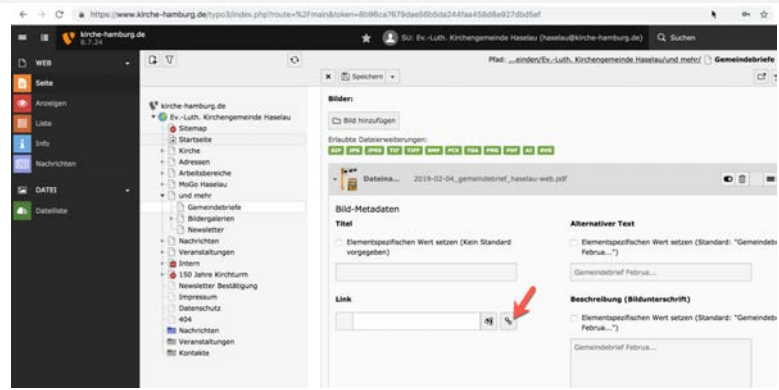 https://www.kirche-hamburg.de/typo3/index.php?route=%2Fmain&token=8b96ca7679dae56b5da244faa458d8a927dbd5ef
kirche-hamburg.de
8.7.24
SU: Ev.-Luth. Kirchengemeinde Haselau (haselau@kirche-hamburg.de)
Suchen
WEB
Seite
Anzeigen
Liste
Info
Nachrichten
DATEI
Dateiliste
kirche-hamburg.de
Ev.-Luth. Kirchengemeinde Haselau
Sitemap
Startseite
Kirche
Adressen
Arbeitsbereiche
MoGo Haselau
und mehr
Gemeindebriefe
Bildergalerien
Newsletter
Nachrichten
Veranstaltungen
Intern
150 Jahre Kirchturm
Newsletter Bestätigung
Impressum
Datenschutz
404
Nachrichten
Veranstaltungen
Kontakte
Pfad: ...einden/Ev.-Luth. Kirchengemeinde Haselau/und mehr/ Gemeindebriefe
Speichern
Bilder:
Bild hinzufügen
Erlaubte Dateierweiterungen:
GIF JPG JPEG TIF TIFF BMP PCX TGA PNG PDF AI SVG
Dateina... 2019-02-04_gemeindebrief_haselau-web.pdf
Bild-Metadaten
Titel
Elementspezifischen Wert setzen (Kein Standard
vorgegeben)
Alternativer Text
Elementspezifischen Wert setzen (Standard: "Gemeindeb
Februa...")
Gemeindebrief Februa...
Link
Beschreibung (Bildunterschrift)
Elementspezifischen Wert setzen (Standard: "Gemeindeb
Februa...")
Gemeindebrief Februa...